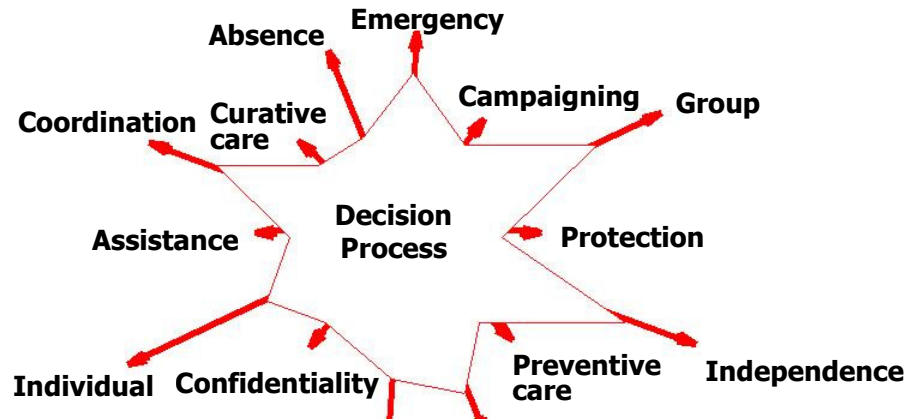 Emergency
Absence
Campaigning
Group
Curative
care
Coordination
Decision
Process
Assistance
Protection
Individual
Confidentiality
Preventive
care
Independence